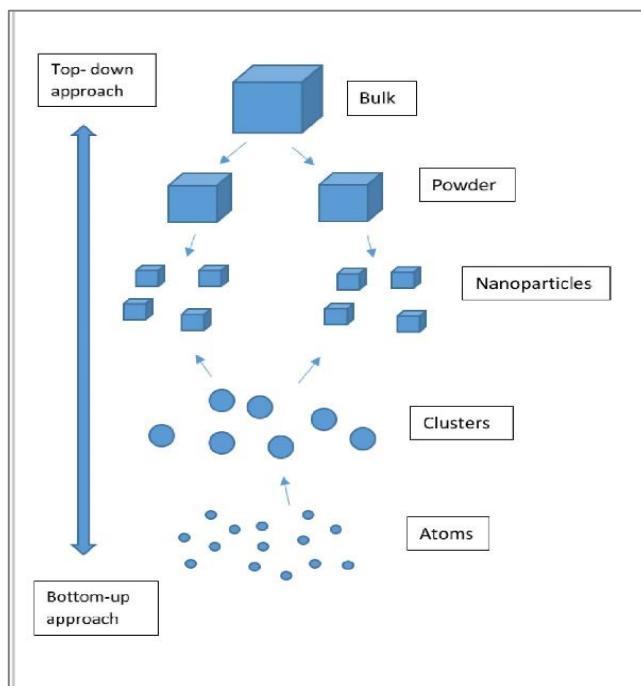 Top- down
approach
Bulk
Powder
Nanoparticles
Clusters
Atoms
Bottom-up
approach